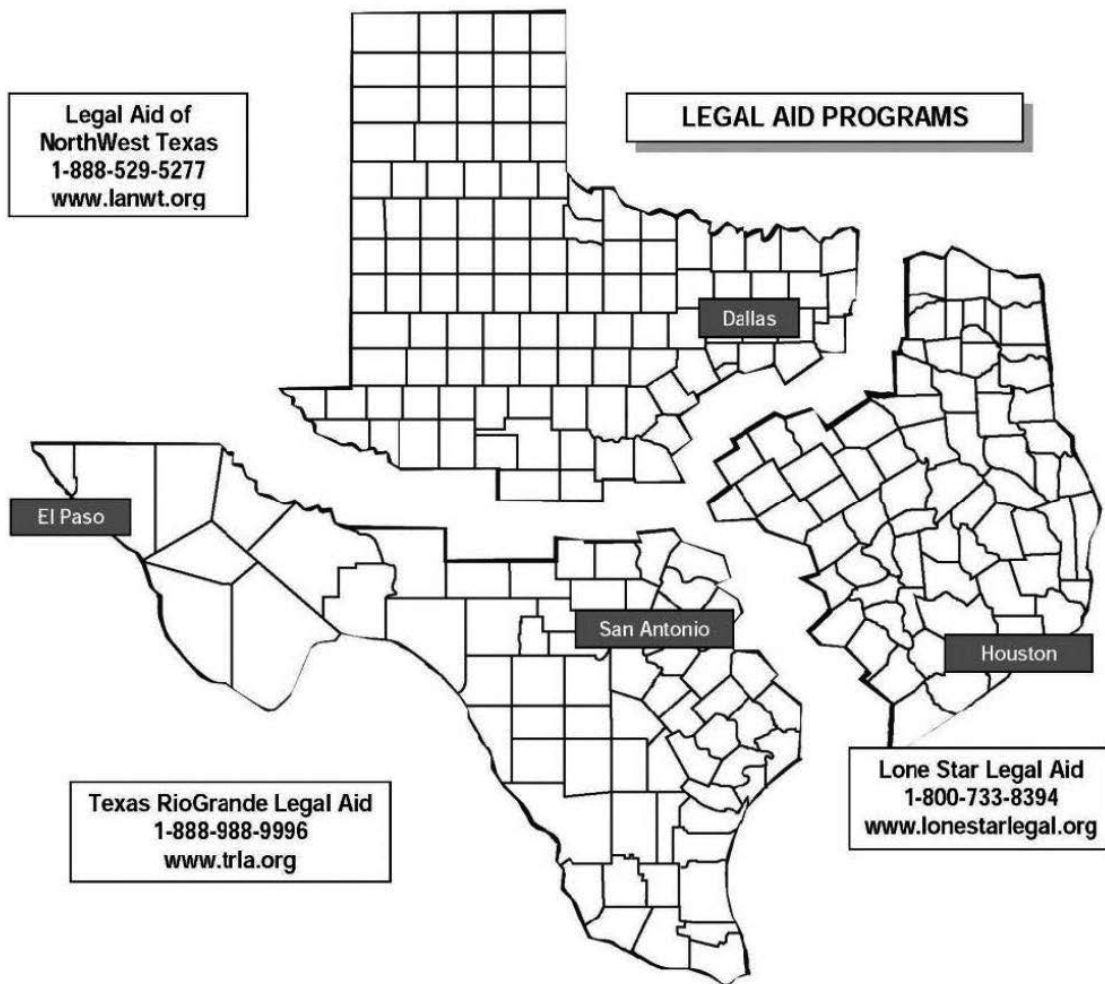 LEGAL AID PROGRAMS
Legal Aid of
NorthWest Texas
1-888-529-5277
www.lanwt.org
Dallas
El Paso
San Antonio
Houston
Texas RioGrande Legal Aid
1-888-988-9996
www.trla.org
Lone Star Legal Aid
1-800-733-8394
www.lonestarlegal.org